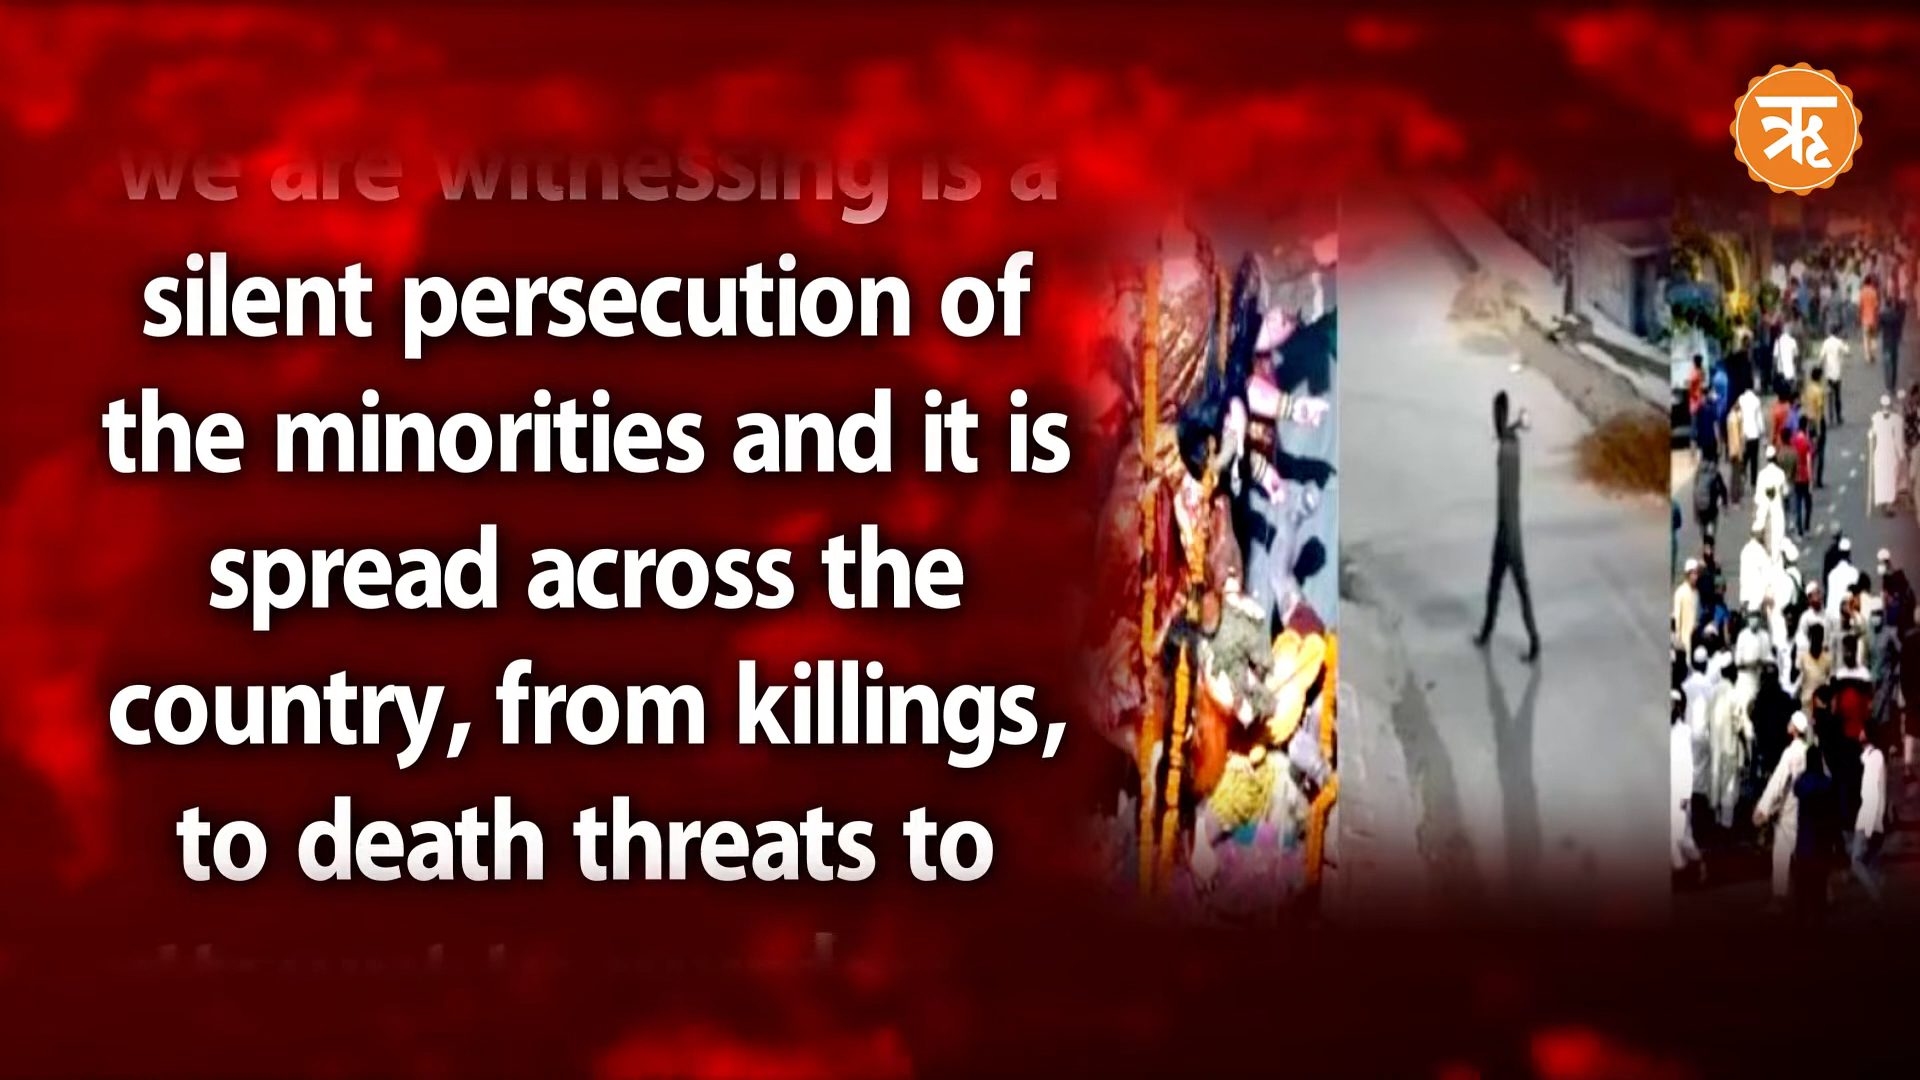 we are witnessing is a
silent persecution of
the minorities and it is
spread across the
country, from killings,
to death threats to
ऋ